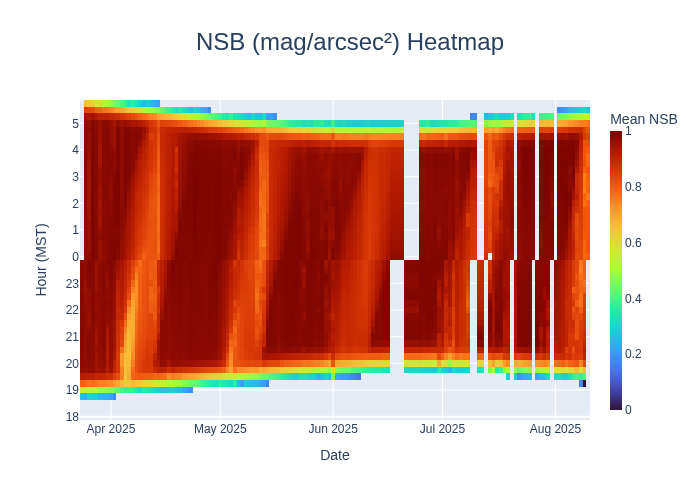 NSB (mag/arcsec²) Heatmap
Mean NSB
1
0.8
0.6
0.4
0.2
0
Hour (MST)
5
4
3
2
1
0
23
22
21
20
19
18
Apr 2025
May 2025
Jun 2025
Jul 2025
Aug 2025
Date